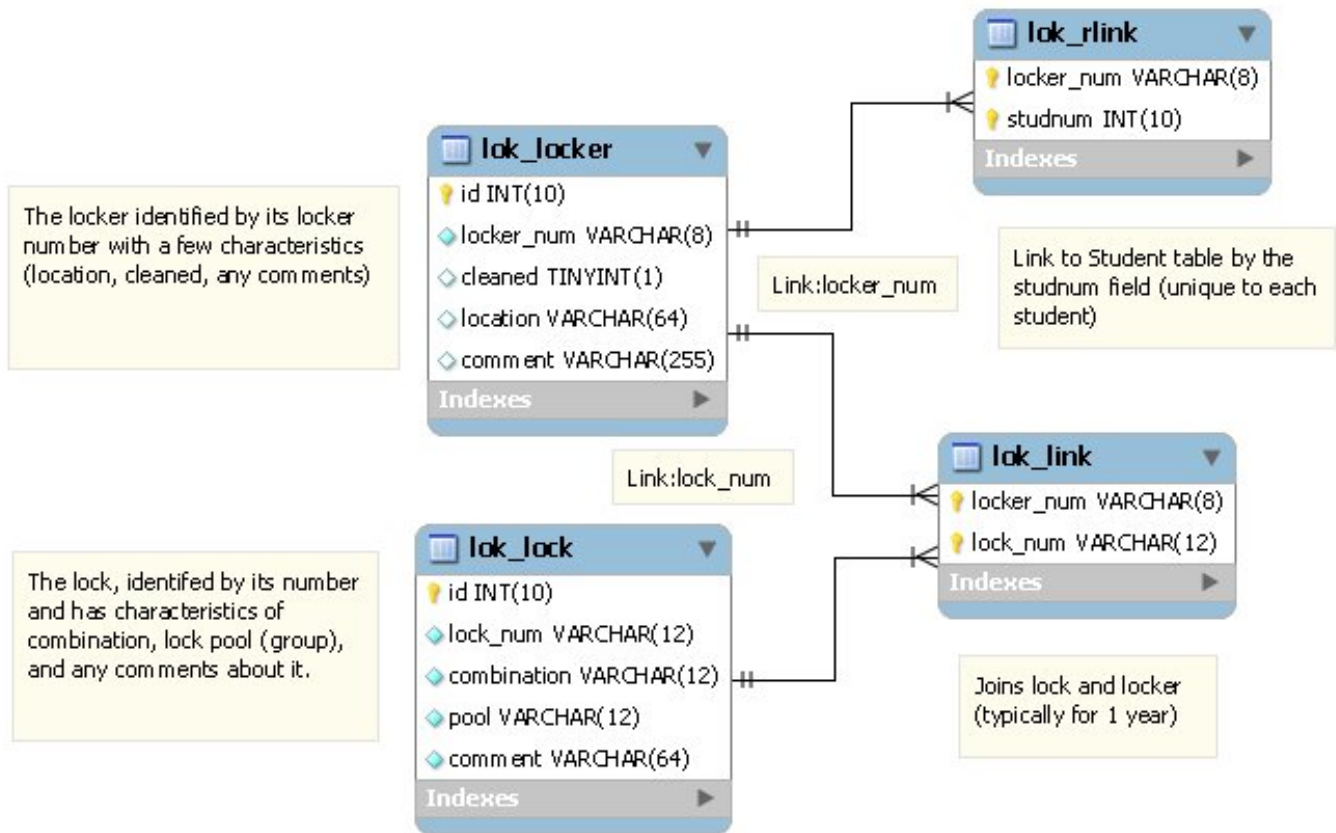 lok_rlink
locker_num VARCHAR(8)
studnum INT(10)
Indexes
Link to Student table by the
studnum field (unique to each
student)
lok_locker
id INT(10)
locker_num VARCHAR(8)
cleaned TINYINT(1)
location VARCHAR(64)
comment VARCHAR(255)
Indexes
The locker identified by its locker
number with a few characteristics
(location, cleaned, any comments)
Link:locker_num
Link:lock_num
lok_link
locker_num VARCHAR(8)
lock_num VARCHAR(12)
Indexes
Joins lock and locker
(typically for 1 year)
lok_lock
id INT(10)
lock_num VARCHAR(12)
combination VARCHAR(12)
pool VARCHAR(12)
comment VARCHAR(64)
Indexes
The lock, identifed by its number
and has characteristics of
combination, lock pool (group),
and any comments about it.